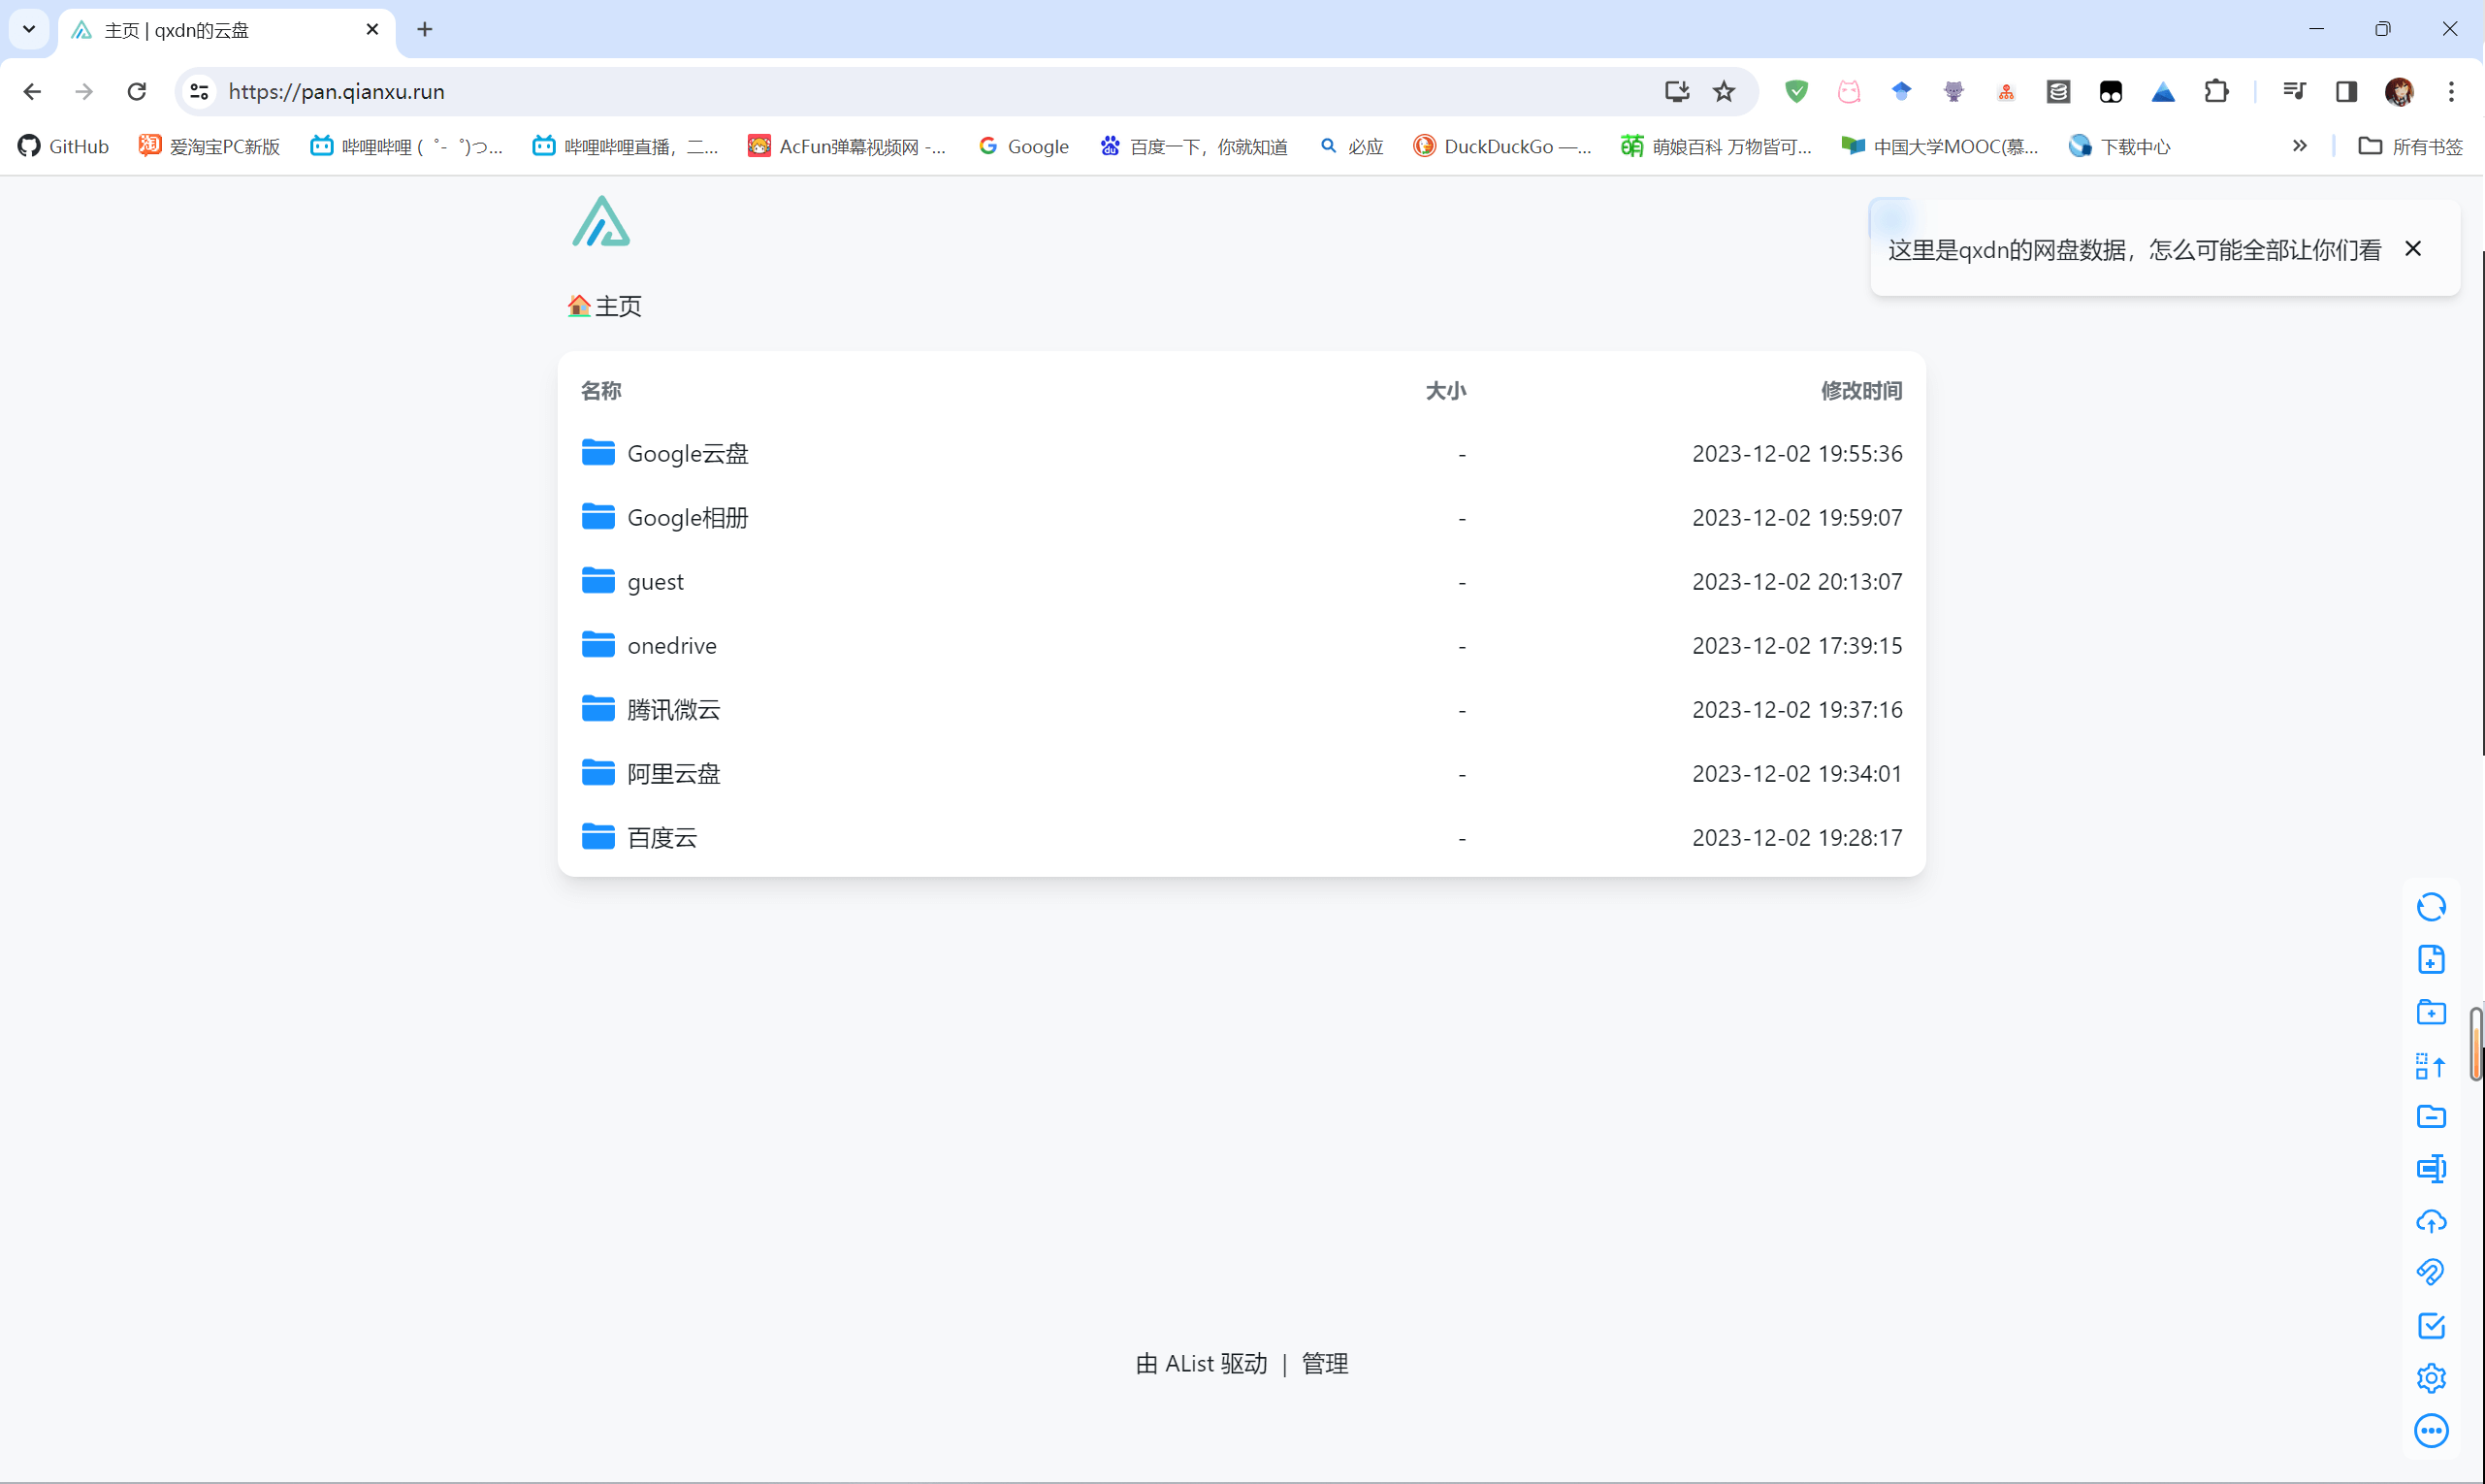 主页 | qxdn的云盘
https://pan.qianxu.run
GitHub 爱淘宝PC新版 哔哩哔哩 (゜-゜)つ... 哔哩哔哩直播，二... AcFun弹幕视频网 -... Google 百度一下，你就知道 必应 DuckDuckGo —... 萌娘百科 万物皆可... 中国大学MOOC(慕... 下载中心 » 所有书签
这里是qxdn的网盘数据，怎么可能全部让你们看
主页
名称 大小 修改时间
Google云盘 - 2023-12-02 19:55:36
Google相册 - 2023-12-02 19:59:07
guest - 2023-12-02 20:13:07
onedrive - 2023-12-02 17:39:15
腾讯微云 - 2023-12-02 19:37:16
阿里云盘 - 2023-12-02 19:34:01
百度云 - 2023-12-02 19:28:17
由 AList 驱动 | 管理